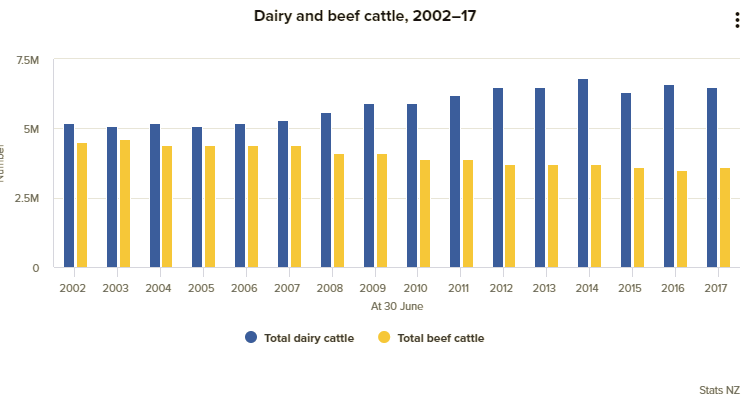 Dairy and beef cattle, 2002–17
7.5M
5M
2.5M
0
2002 2003 2004 2005 2006 2007 2008 2009 2010 2011 2012 2013 2014 2015 2016 2017
At 30 June
Total dairy cattle Total beef cattle
Stats NZ